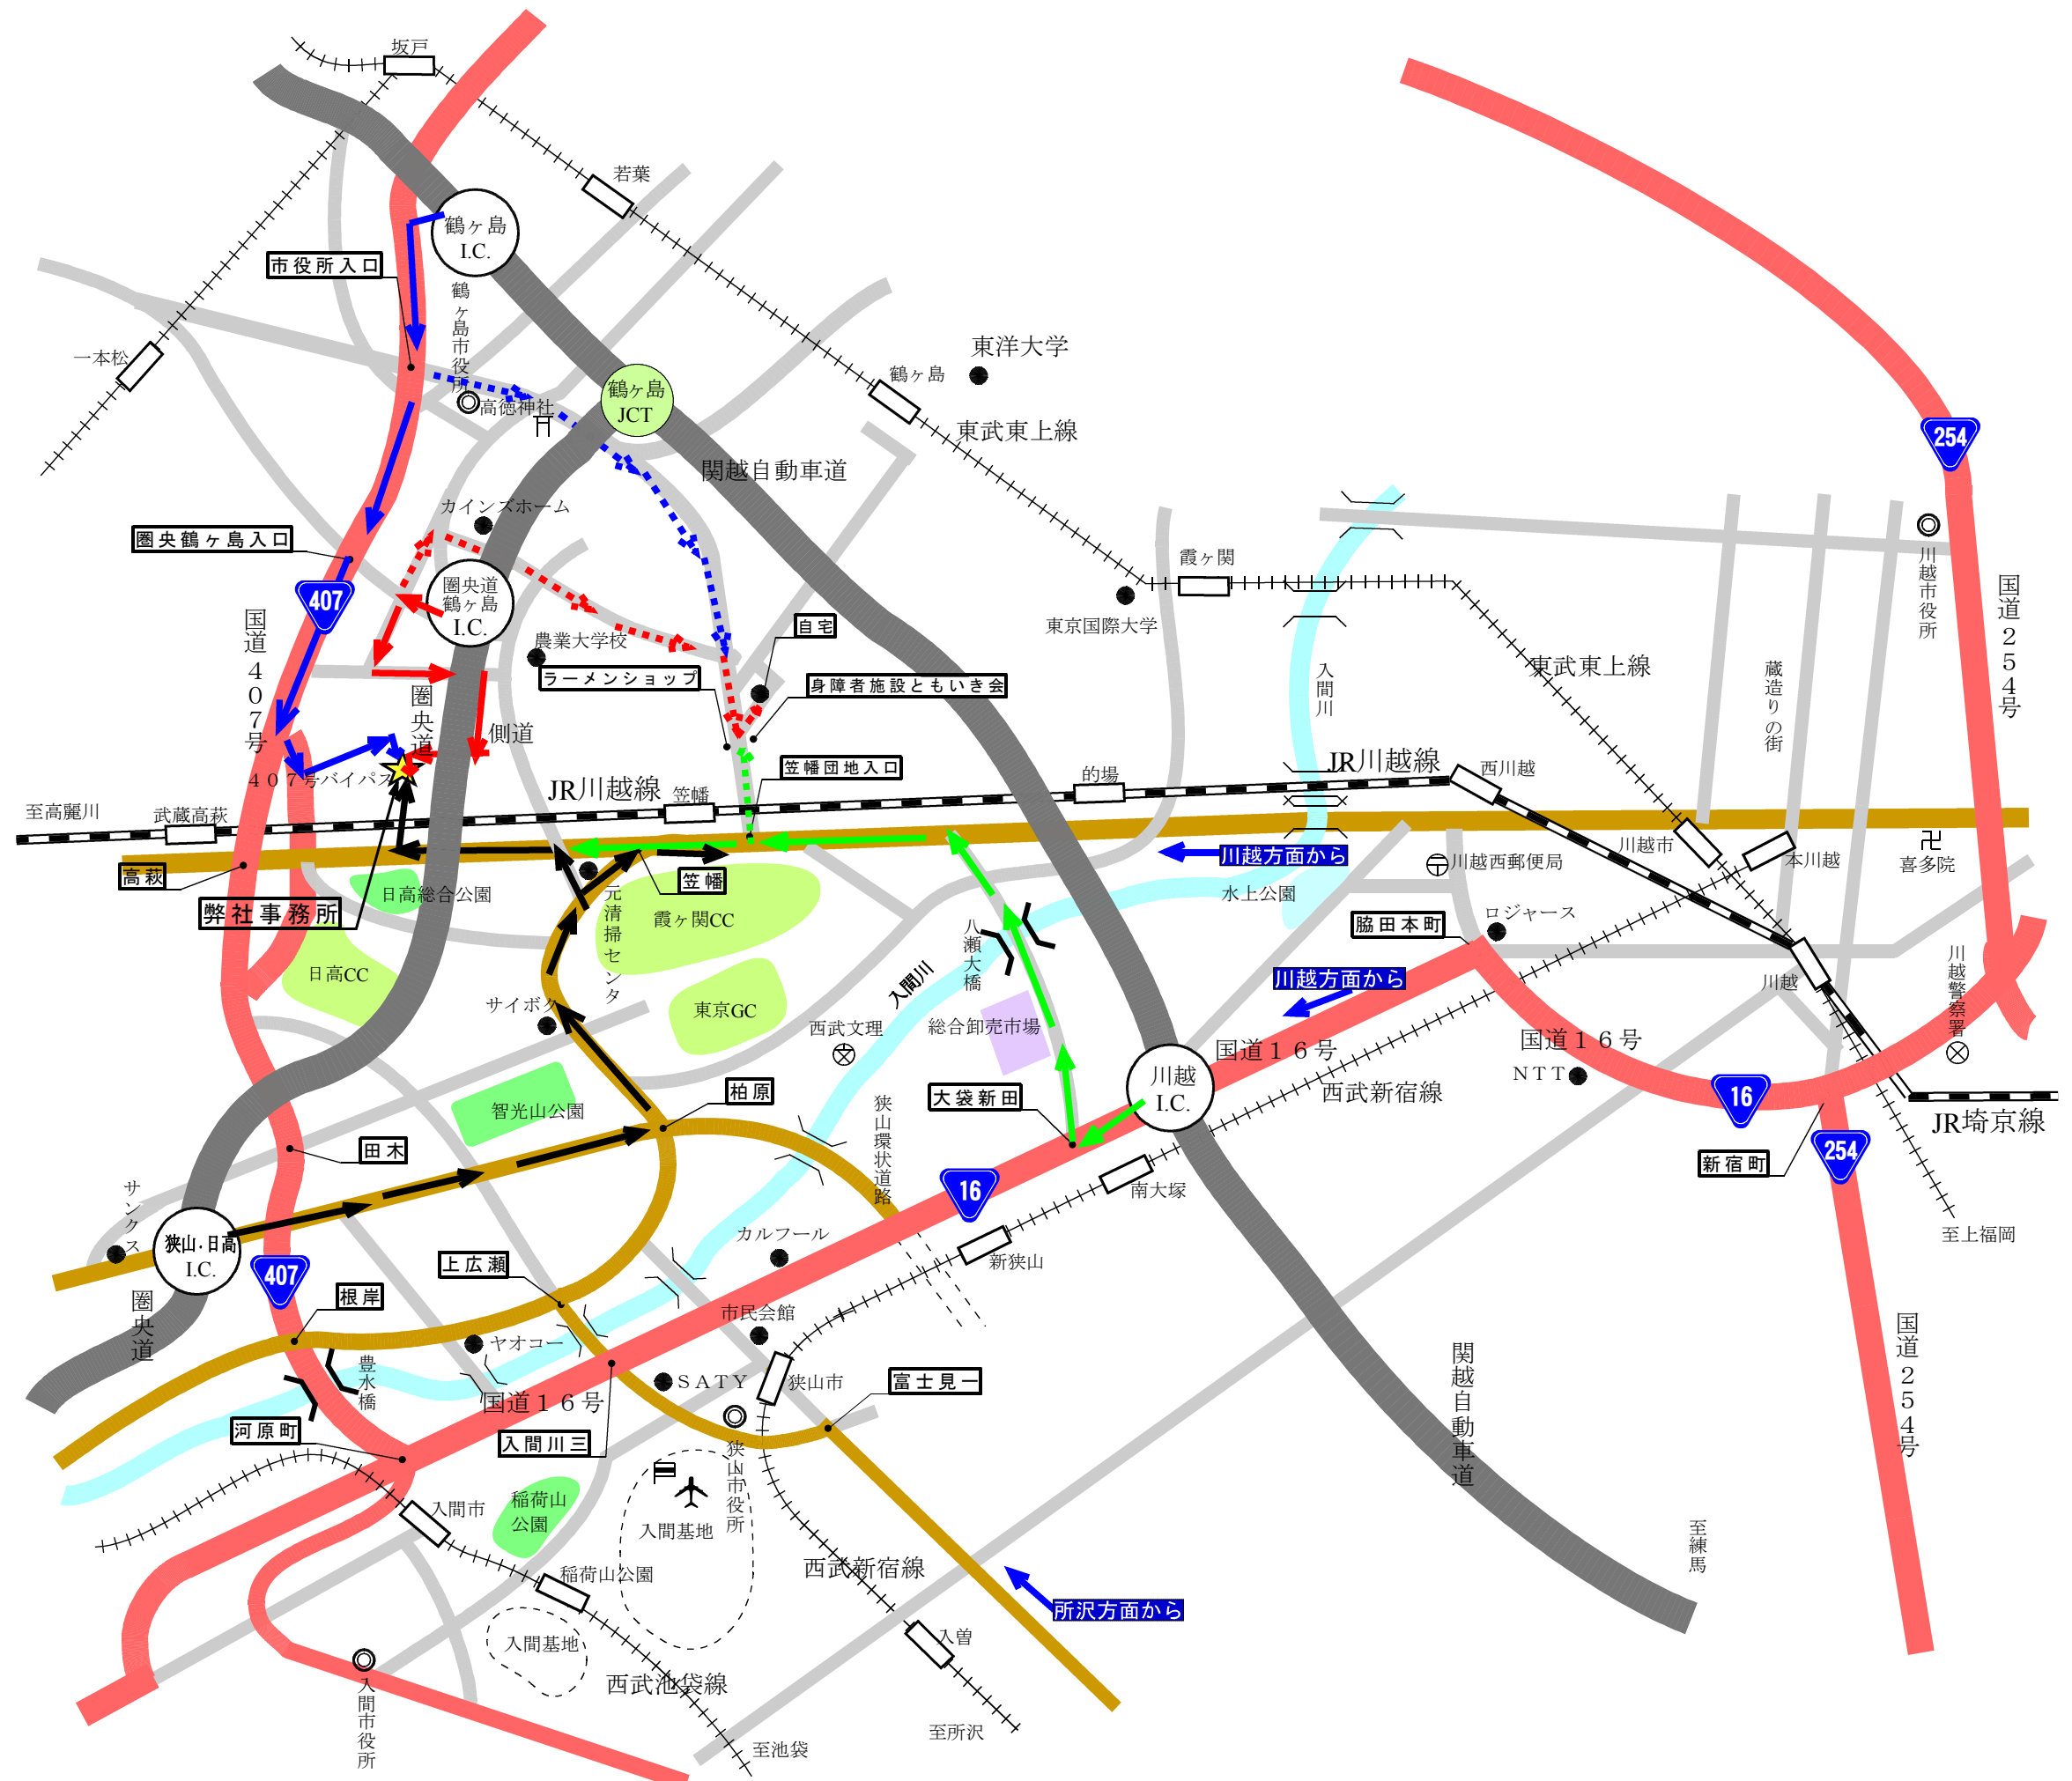 坂戸
若葉
鶴ヶ島
I.C.
市役所入口
鶴ヶ島市役所
一本松
東洋大学
鶴ヶ島
鶴ヶ島
JCT
高徳神社
東武東上線
254
関越自動車道
カインズホーム
圏央鶴ヶ島入口
霞ヶ関
川越市役所
国道254号
407
圏央道
鶴ヶ島
I.C.
国道407号
自宅
東京国際大学
農業大学校
ラーメンショップ
身障者施設ともいき会
入間川
東武東上線
蔵造りの街
圏央道
側道
407号バイパス
JR川越線
笠幡団地入口
JR川越線
西川越
的場
笠幡
至高麗川
武蔵高萩
川越市
本川越
喜多院
川越方面から
川越西郵便局
高萩
笠幡
日高総合公園
元清掃センタ
霞ヶ関CC
水上公園
弊社事務所
八瀬大橋
脇田本町
ロジャース
日高CC
入間川
川越方面から
川越
川越警察署
サイボク
東京GC
西武文理
総合卸売市場
国道16号
国道16号
川越
I.C.
NTT
16
智光山公園
柏原
大袋新田
西武新宿線
JR埼京線
狭山環状道路
田木
254
新宿町
16
南大塚
サンクス
カルフール
新狭山
至上福岡
狭山・日高
I.C.
上広瀬
407
根岸
圏央道
市民会館
ヤオコー
豊水橋
国道254号
関越自動車道
SATY
狭山市
富士見一
国道16号
河原町
入間川三
狭山市役所
入間市
稲荷山
公園
入間基地
至練馬
稲荷山公園
西武新宿線
所沢方面から
入間基地
入曽
西武池袋線
入間市役所
至所沢
至池袋